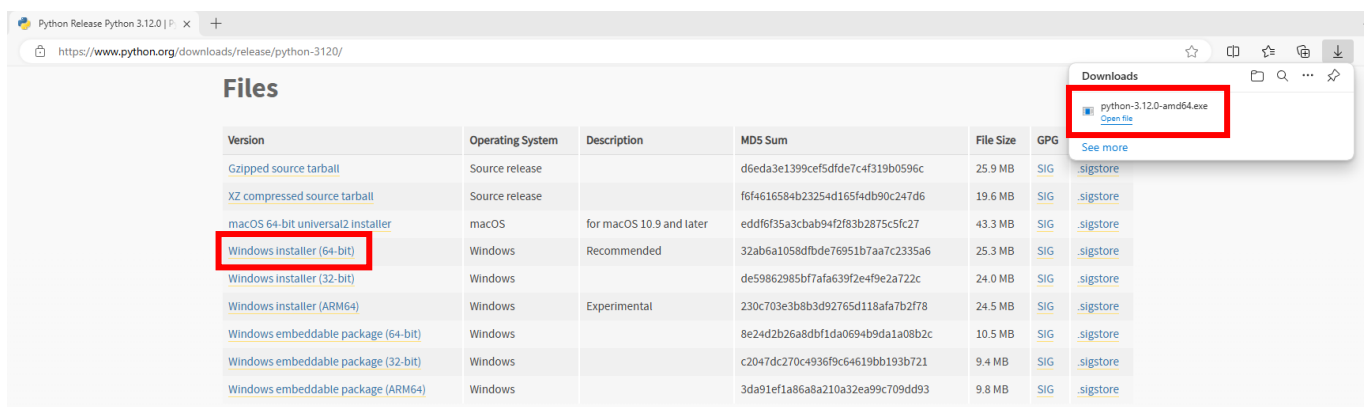 Python Release Python 3.12.0 | P
https://www.python.org/downloads/release/python-3120/
Downloads
python-3.12.0-amd64.exe
Open file
See more
Files
Version Operating System Description MD5 Sum File Size GPG
Gzipped source tarball Source release d6eda3e1399cef5dfde7c4f319b0596c 25.9 MB SIG .sigstore
XZ compressed source tarball Source release f6f4616584b23254d165f4db90c247d6 19.6 MB SIG .sigstore
macOS 64-bit universal2 installer macOS for macOS 10.9 and later eddf6f35a3cbab94f2f83b2875c5fc27 43.3 MB SIG .sigstore
Windows installer (64-bit) Windows Recommended 32ab6a1058dfbde76951b7aa7c2335a6 25.3 MB SIG .sigstore
Windows installer (32-bit) Windows de59862985bf7afa639f2e4f9e2a722c 24.0 MB SIG .sigstore
Windows installer (ARM64) Windows Experimental 230c703e3b8b3d92765d118afa7b2f78 24.5 MB SIG .sigstore
Windows embeddable package (64-bit) Windows 8e24d2b26a8dbf1da0694b9da1a08b2c 10.5 MB SIG .sigstore
Windows embeddable package (32-bit) Windows c2047dc270c4936f9c64619bb193b721 9.4 MB SIG .sigstore
Windows embeddable package (ARM64) Windows 3da91ef1a86a8a210a32ea99c709dd93 9.8 MB SIG .sigstore